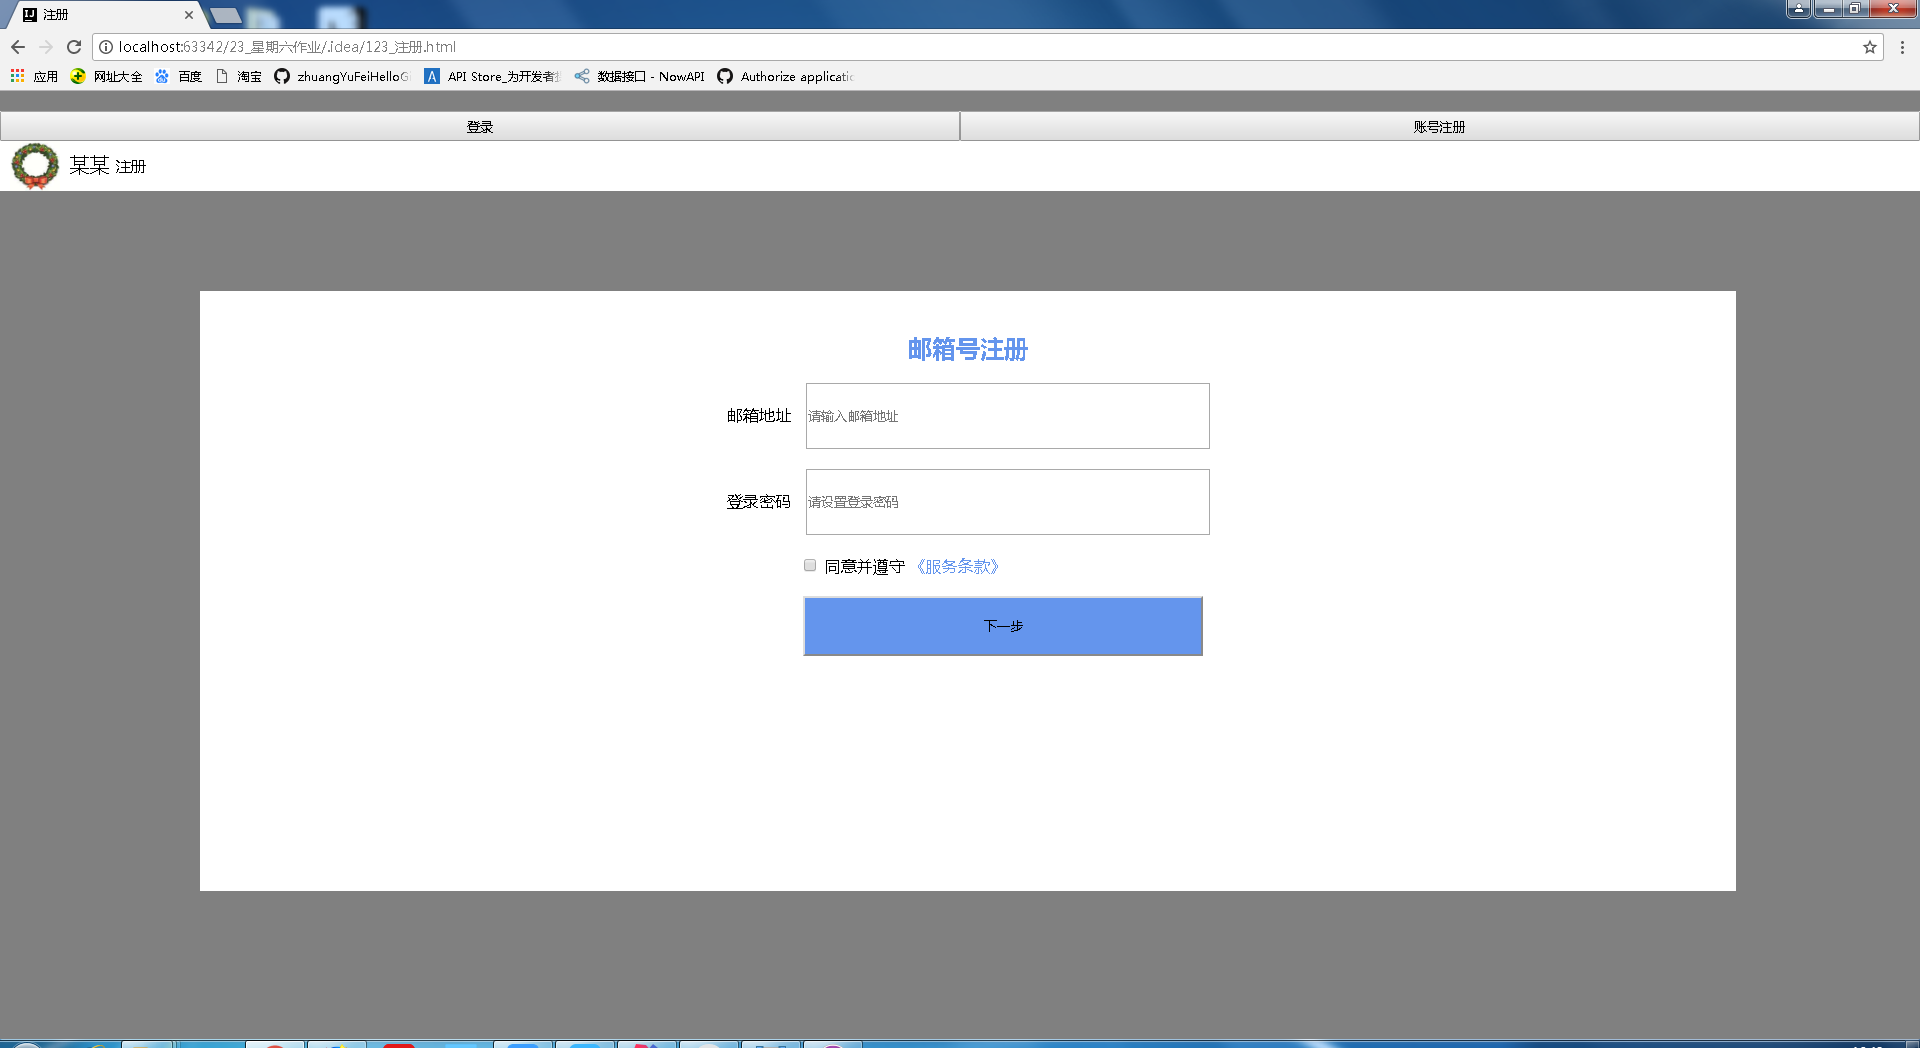 注册
localhost:63342/23_星期六作业/.idea/123_注册.html
应用 网址大全 百度 淘宝 zhuangYuFeiHelloG API Store_为开发者 数据接口 - NowAPI Authorize applicatic
登录 账号注册
某某 注册
邮箱号注册
邮箱地址 请输入邮箱地址
登录密码 请设置登录密码
同意并遵守 《服务条款》
下一步